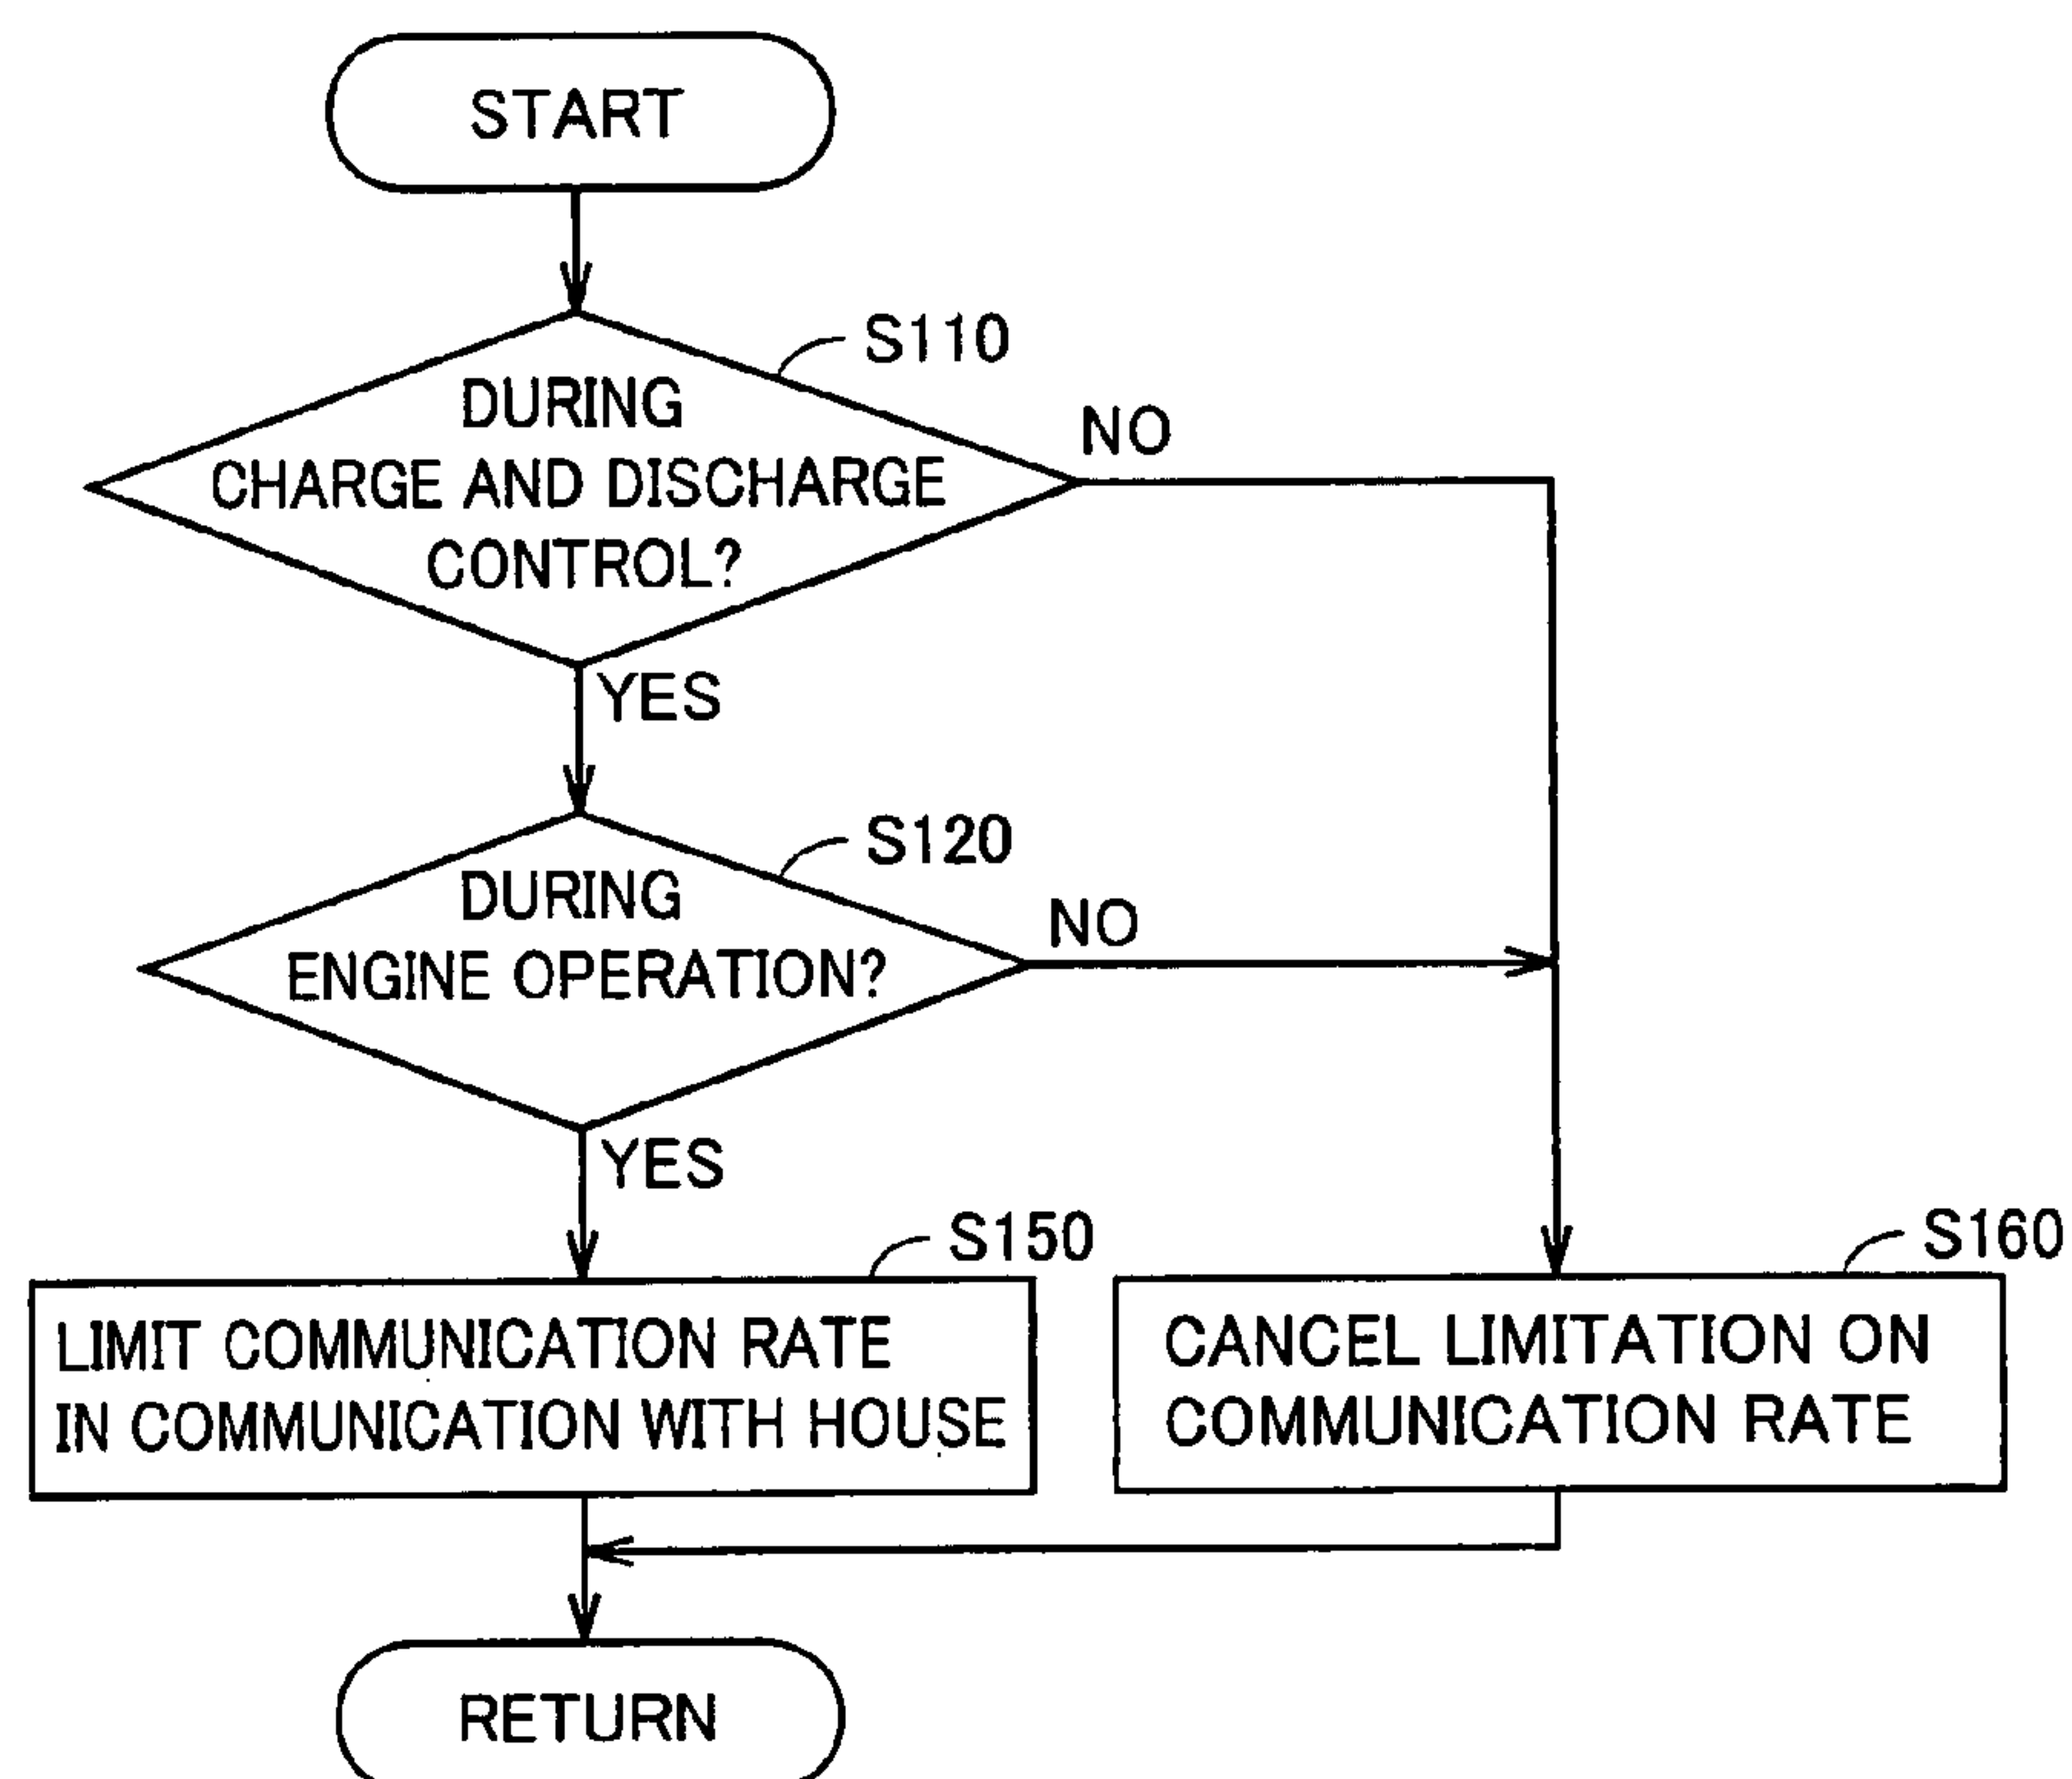 START
S110
DURING
CHARGE AND DISCHARGE
CONTROL?
NO
YES
S120
DURING
ENGINE OPERATION?
NO
YES
S150
LIMIT COMMUNICATION RATE
IN COMMUNICATION WITH HOUSE
S160
CANCEL LIMITATION ON
COMMUNICATION RATE
RETURN